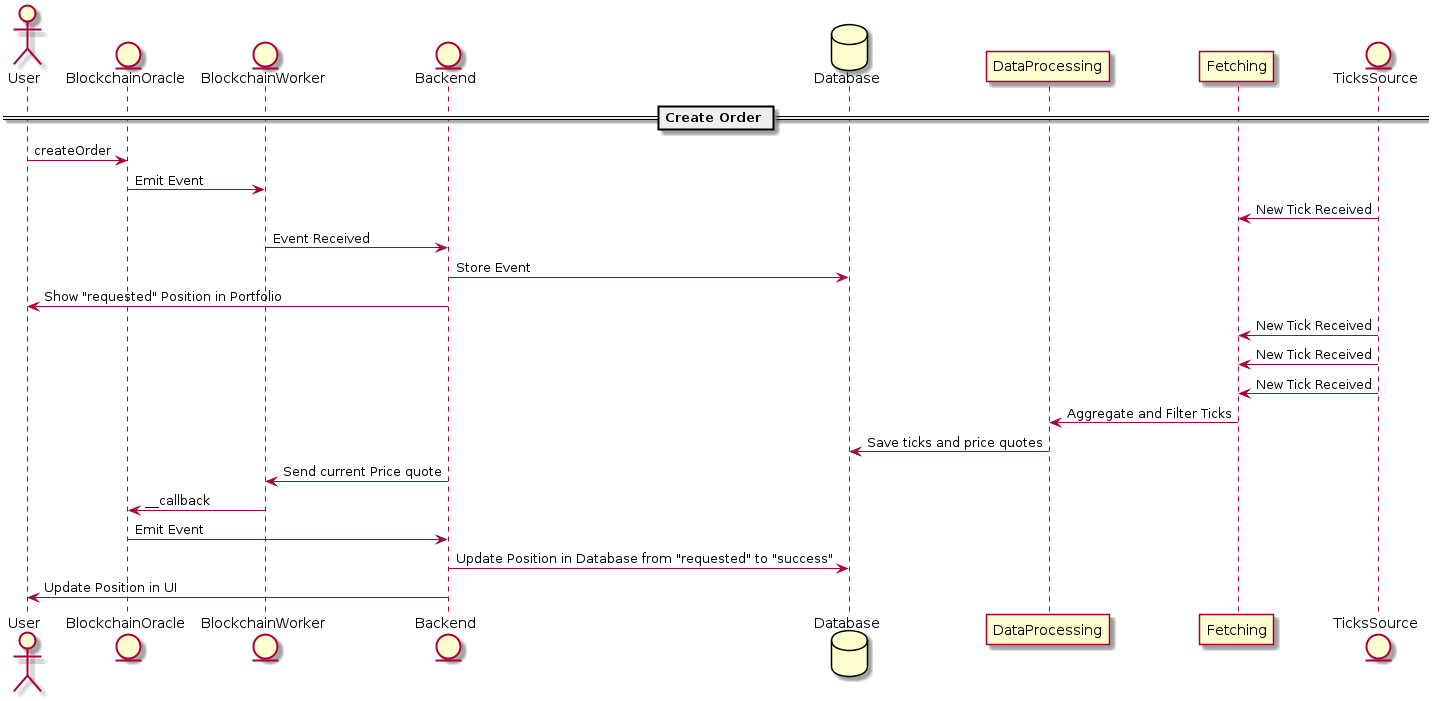 User
BlockchainOracle
BlockchainWorker
Backend
Database
DataProcessing
Fetching
TicksSource
Create Order
createOrder
Emit Event
New Tick Received
Event Received
Store Event
Show "requested" Position in Portfolio
New Tick Received
New Tick Received
New Tick Received
Aggregate and Filter Ticks
Save ticks and price quotes
Send current Price quote
__callback
Emit Event
Update Position in Database from "requested" to "success"
Update Position in UI
User
BlockchainOracle
BlockchainWorker
Backend
Database
DataProcessing
Fetching
TicksSource